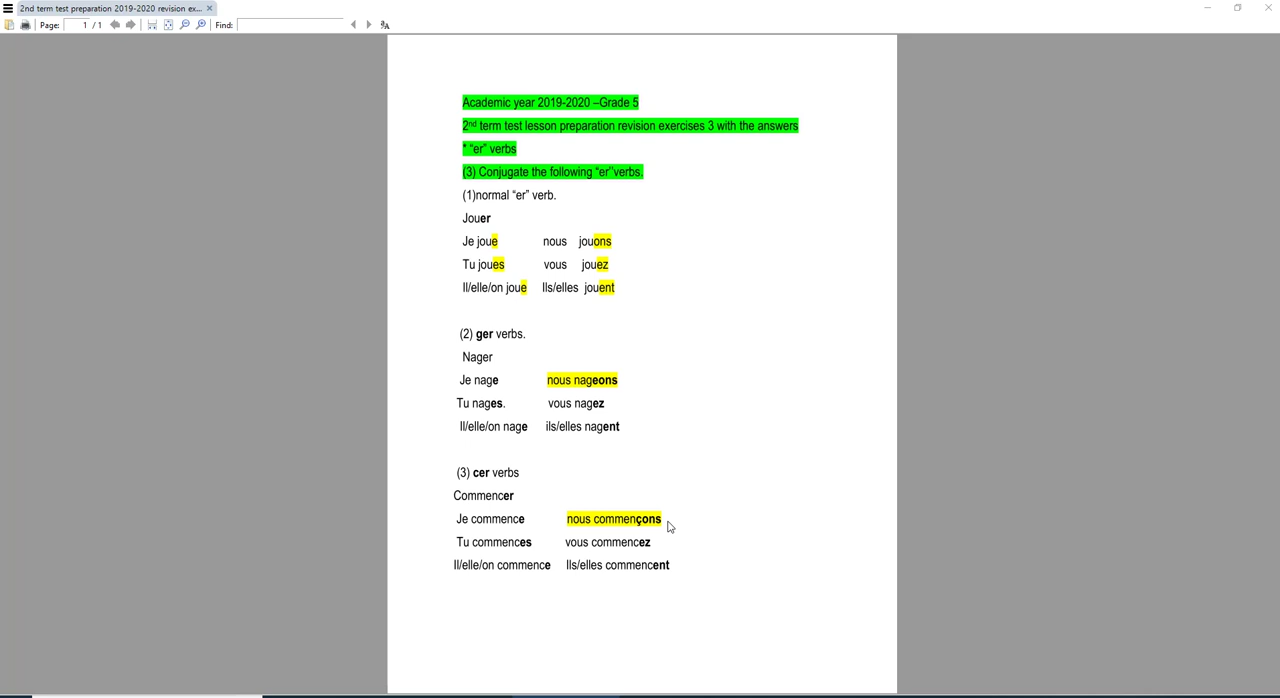 2nd term test preparation 2019-2020 revision ex...
Page: 1 / 1 Find:
Academic year 2019-2020 –Grade 5
2nd term test lesson preparation revision exercises 3 with the answers
* “er” verbs
(3) Conjugate the following “er’’verbs.
(1)normal “er” verb.
Jouer
Je joue nous jouons
Tu joues vous jouez
Il/elle/on joue Ils/elles jouent
(2) ger verbs.
Nager
Je nage nous nageons
Tu nages. vous nagez
Il/elle/on nage ils/elles nagent
(3) cer verbs
Commencer
Je commence nous commençons
Tu commences vous commencez
Il/elle/on commence Ils/elles commencent